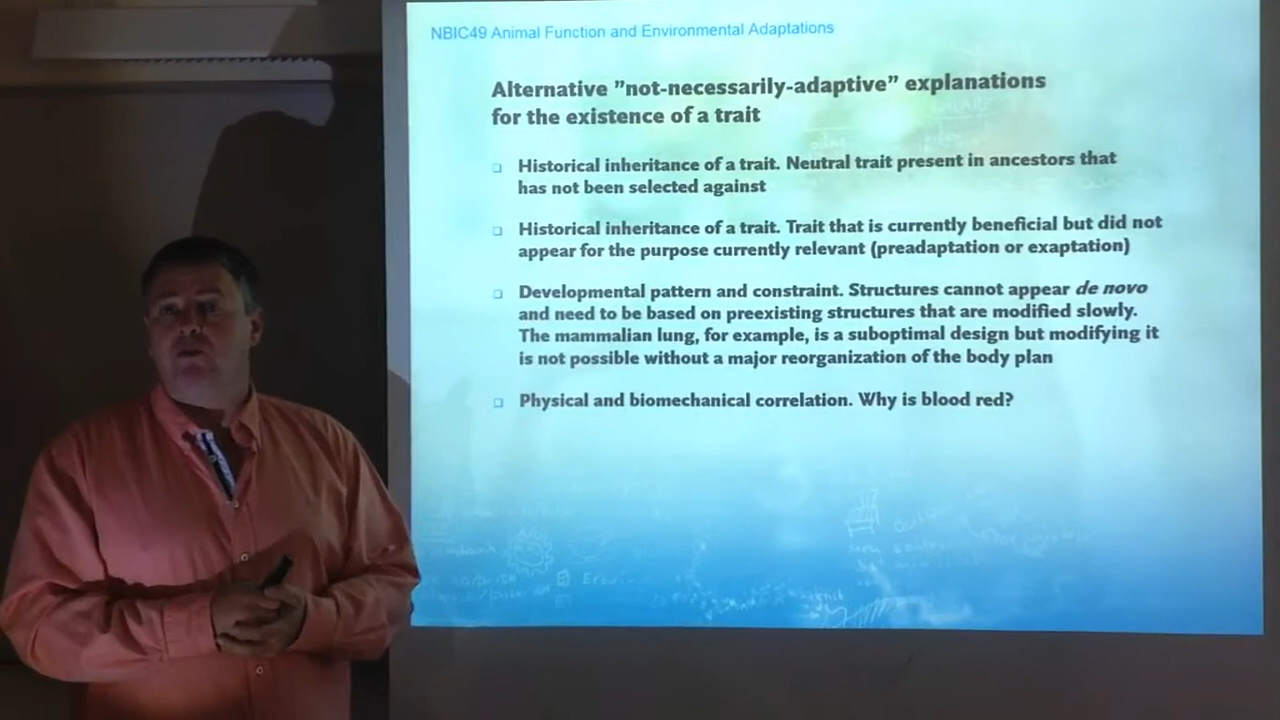 NBIC49 Animal Function and Environmental Adaptations
Alternative ”not-necessarily-adaptive” explanations
for the existence of a trait
Historical inheritance of a trait. Neutral trait present in ancestors that
has not been selected against
Historical inheritance of a trait. Trait that is currently beneficial but did not
appear for the purpose currently relevant (preadaptation or exaptation)
Developmental pattern and constraint. Structures cannot appear de novo
and need to be based on preexisting structures that are modified slowly.
The mammalian lung, for example, is a suboptimal design but modifying it
is not possible without a major reorganization of the body plan
Physical and biomechanical correlation. Why is blood red?